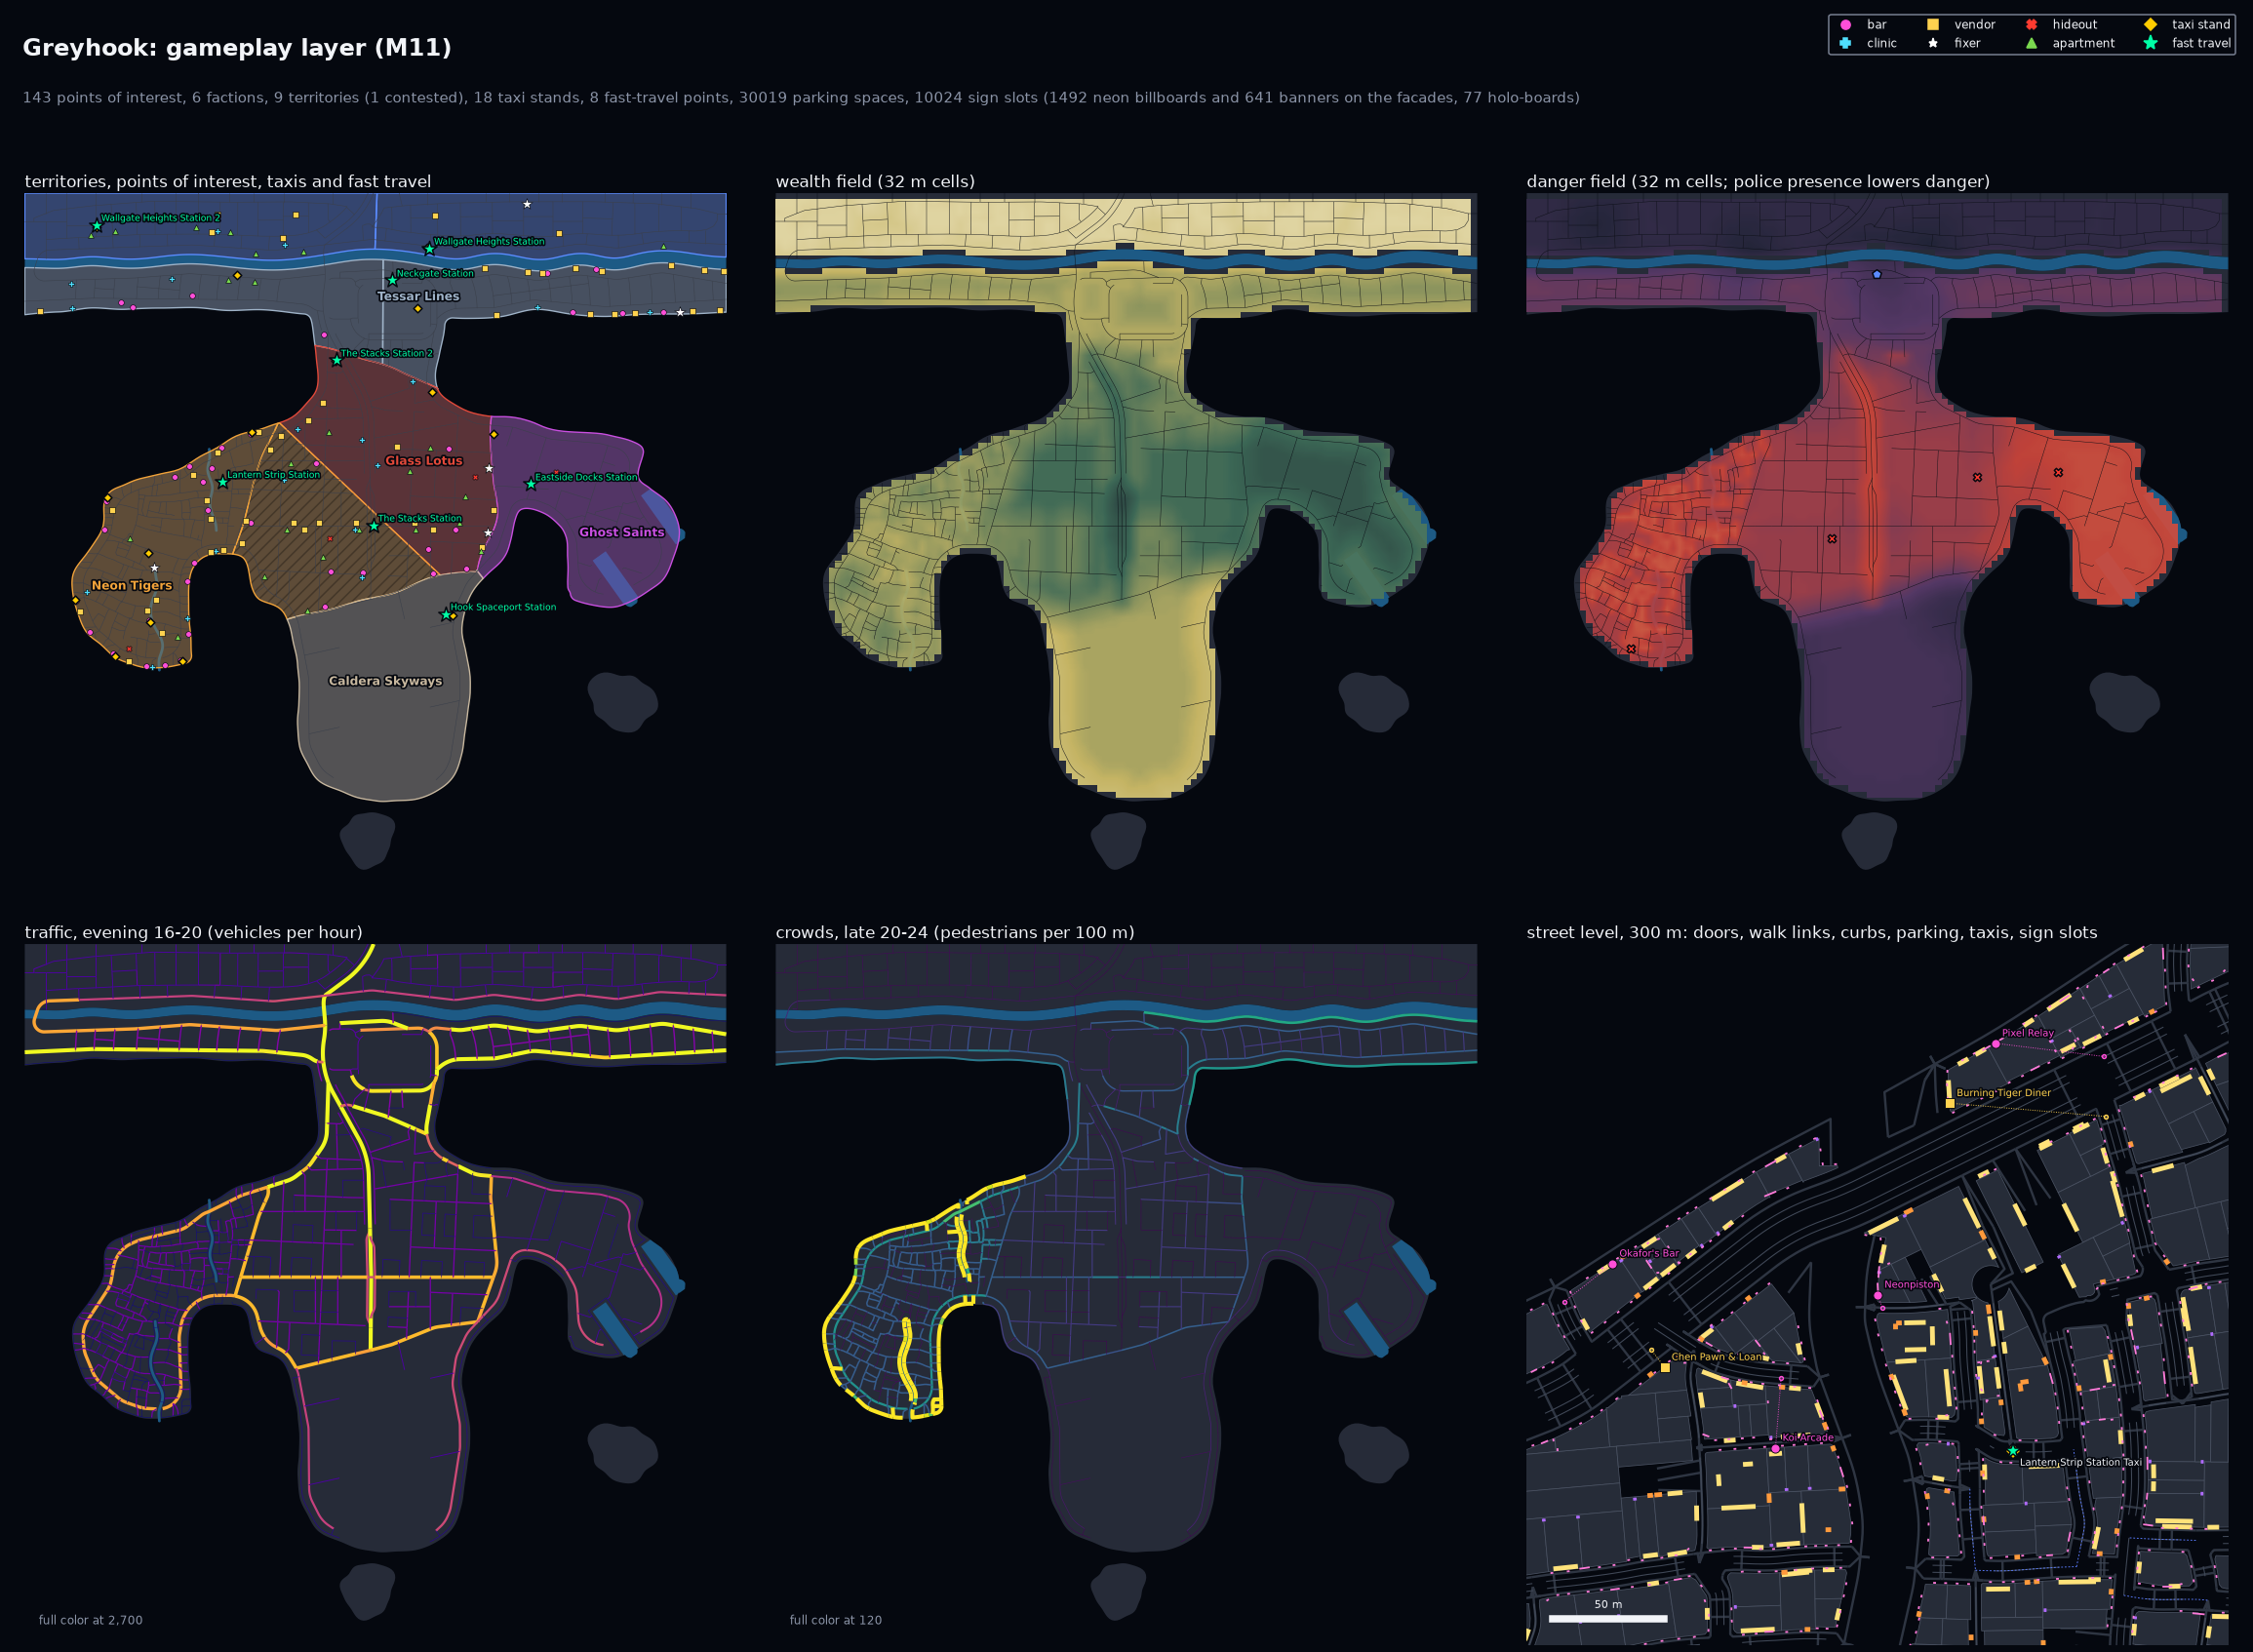 Greyhook: gameplay layer (M11)
bar vendor hideout taxi stand
clinic fixer apartment fast travel
143 points of interest, 6 factions, 9 territories (1 contested), 18 taxi stands, 8 fast-travel points, 30019 parking spaces, 10024 sign slots (1492 neon billboards and 641 banners on the facades, 77 holo-boards)
territories, points of interest, taxis and fast travel
Wallgate Heights Station 2
Wallgate Heights Station
Neckgate Station
Tessar Lines
The Stacks Station 2
Glass Lotus
Lantern Strip Station
Eastside Docks Station
The Stacks Station
Ghost Saints
Neon Tigers
Hook Spaceport Station
Caldera Skyways
wealth field (32 m cells)
danger field (32 m cells; police presence lowers danger)
traffic, evening 16-20 (vehicles per hour)
full color at 2,700
crowds, late 20-24 (pedestrians per 100 m)
full color at 120
street level, 300 m: doors, walk links, curbs, parking, taxis, sign slots
Pixel Relay
Burning Tiger Diner
Okafor's Bar
Neonpiston
Chen Pawn & Loan
Koi Arcade
Lantern Strip Station Taxi
50 m